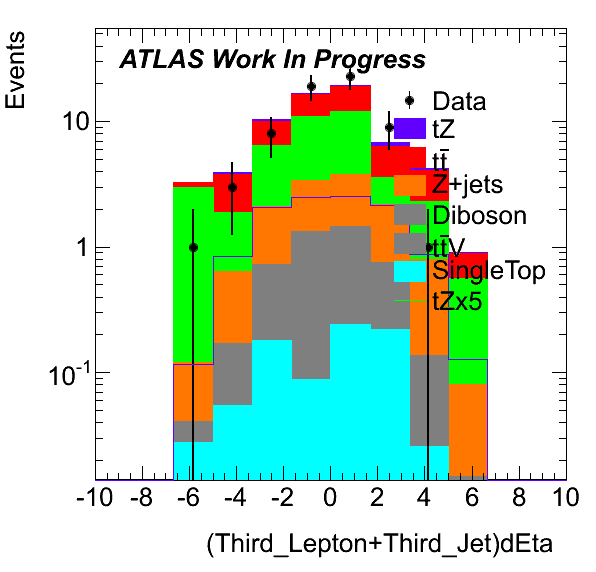 ATLAS Work In Progress
Events
Data
tZ
tt̄
Z+jets
Diboson
tt̄V
SingleTop
tZx5
10
1
10⁻¹
-10 -8 -6 -4 -2 0 2 4 6 8 10
(Third_Lepton+Third_Jet)dEta